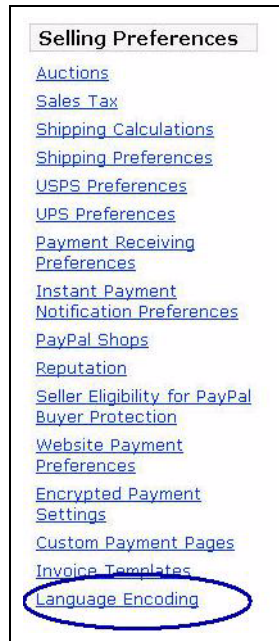 Selling Preferences
Auctions
Sales Tax
Shipping Calculations
Shipping Preferences
USPS Preferences
UPS Preferences
Payment Receiving
Preferences
Instant Payment
Notification Preferences
PayPal Shops
Reputation
Seller Eligibility for PayPal
Buyer Protection
Website Payment
Preferences
Encrypted Payment
Settings
Custom Payment Pages
Invoice Templates
Language Encoding